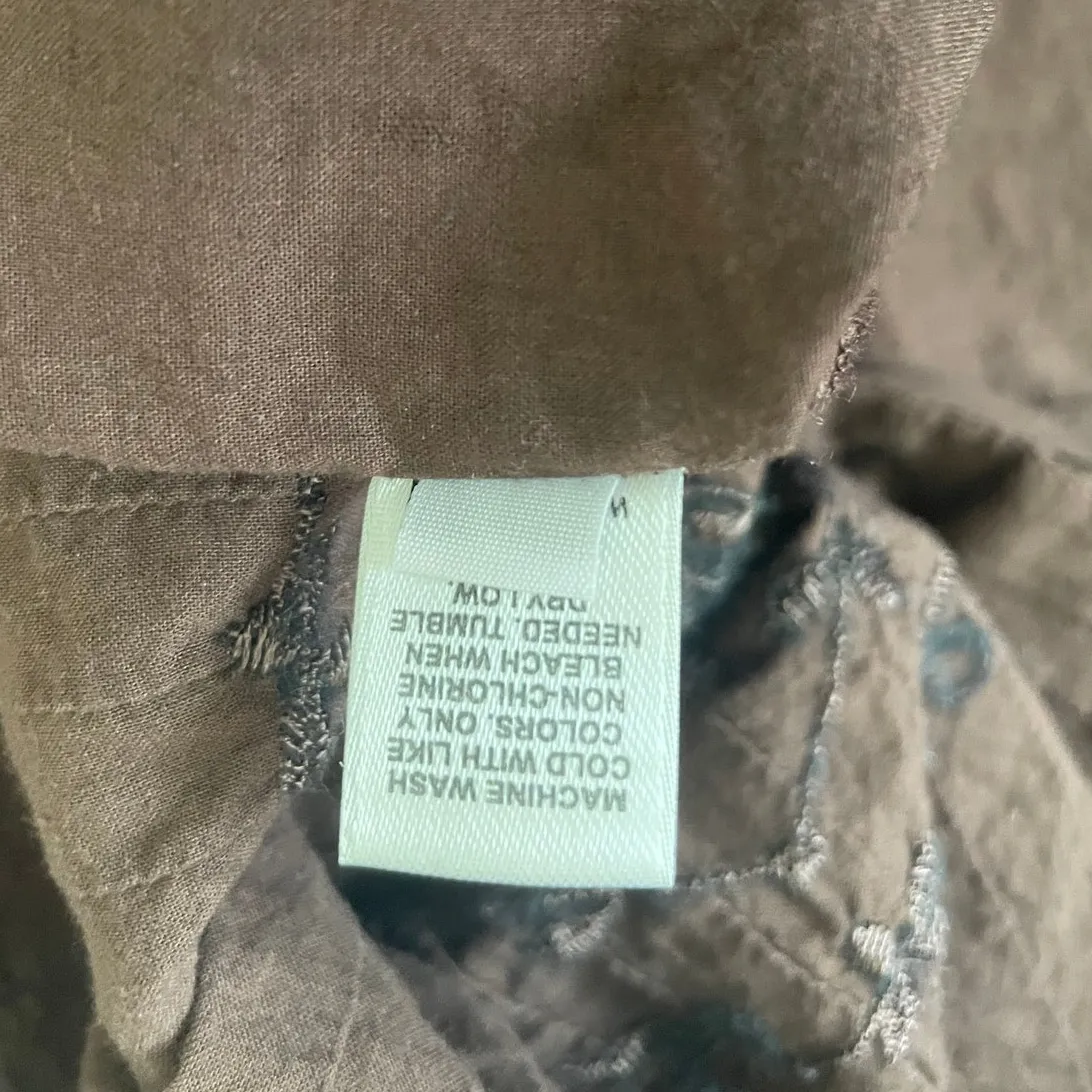 MACHINE WASH
COLD WITH LIKE
COLORS. ONLY
NON-CHLORINE
BLEACH WHEN
NEEDED. TUMBLE
DRY LOW.